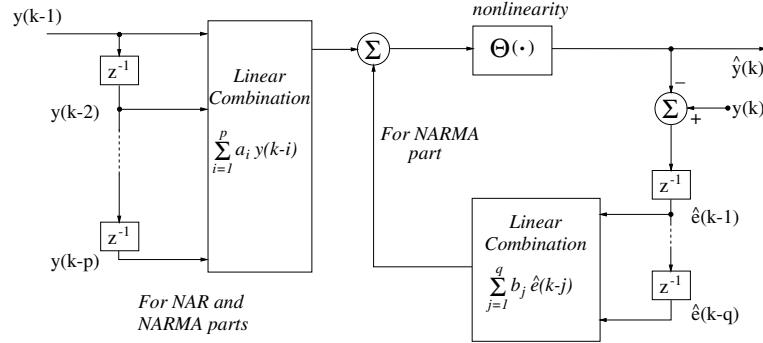 nonlinearity
y(k-1)
Σ
Θ(·)
z⁻¹
Linear
Combination
ŷ(k)
−
y(k-2)
Σ
+
y(k)
For NARMA
part
p
∑ aᵢ y(k-i)
i=1
z⁻¹
Linear
Combination
ê(k-1)
z⁻¹
y(k-p)
q
∑ bⱼ ê(k-j)
j=1
z⁻¹
For NAR and
NARMA parts
ê(k-q)